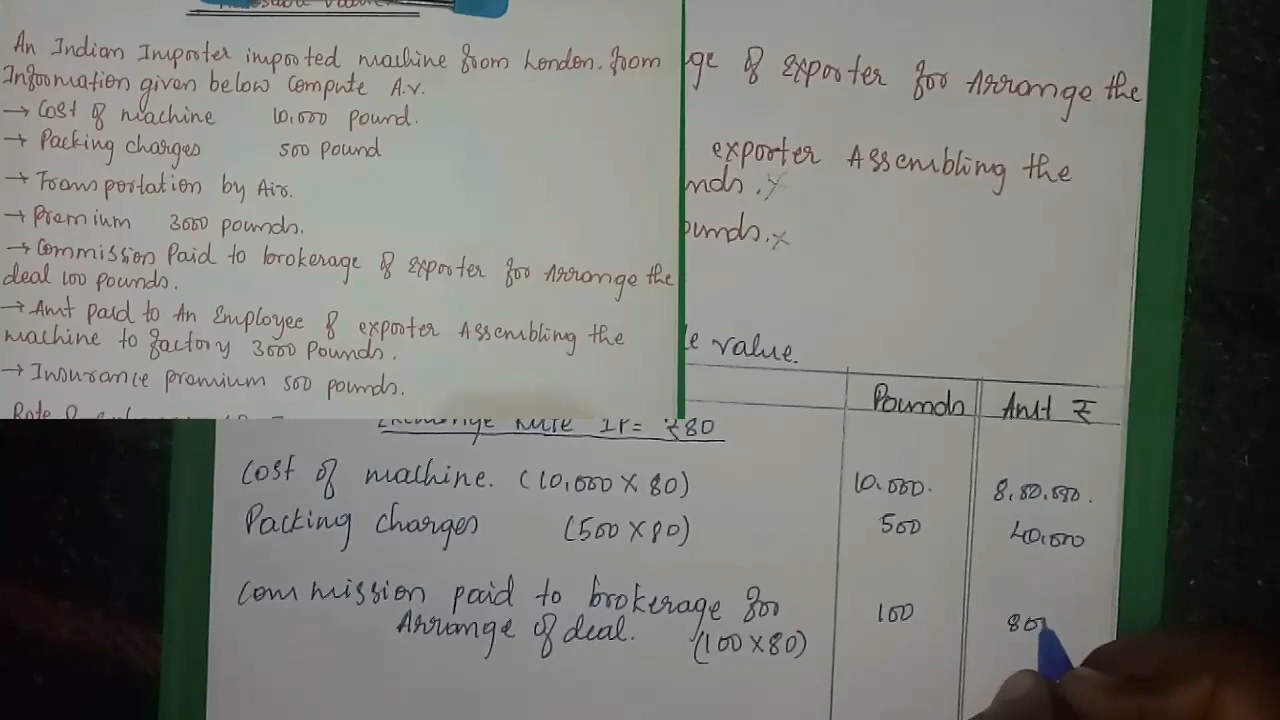 An Indian Importer imported machine from London. from
Information given below compute A.V.
→ Cost of machine 10,000 pound.
→ Packing charges 500 pound
→ Transportation by Air.
→ Premium 3000 pounds.
→ Commission Paid to brokerage of exporter for Arrange the
deal 100 pounds.
→ Amt paid to An Employee of exporter Assembling the
machine to factory 3000 Pounds.
→ Insurance premium 500 pounds.
ge of exporter for Arrange the
exporter Assembling the
nds. x
ounds. x
le value.
Pounds Amt ₹
Rate 1P= ₹80
Cost of machine. (10,000 X 80) 10,000. 8,00,000.
Packing charges (500 X 80) 500 40,000
Commission paid to brokerage for
Arrange of deal. (100 X 80) 100 800